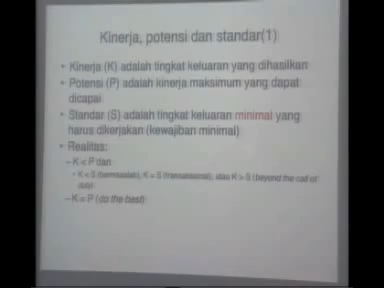 Kinerja, potensi dan standar(1)
• Kinerja (K) adalah tingkat keluaran yang dihasilkan
• Potensi (P) adalah kinerja maksimum yang dapat
dicapai
• Standar (S) adalah tingkat keluaran minimal yang
harus dikerjakan (kewajiban minimal)
• Realitas:
– K < P dan
• K < S (bermasalah), K = S (transaksional), atau K > S (beyond the call of
duty)
– K = P (do the best)